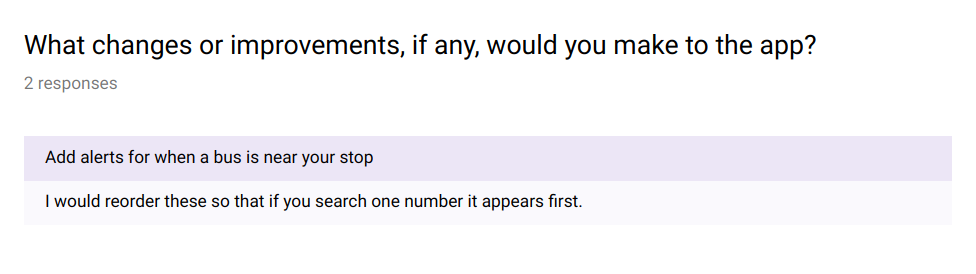 What changes or improvements, if any, would you make to the app?
2 responses
Add alerts for when a bus is near your stop
I would reorder these so that if you search one number it appears first.